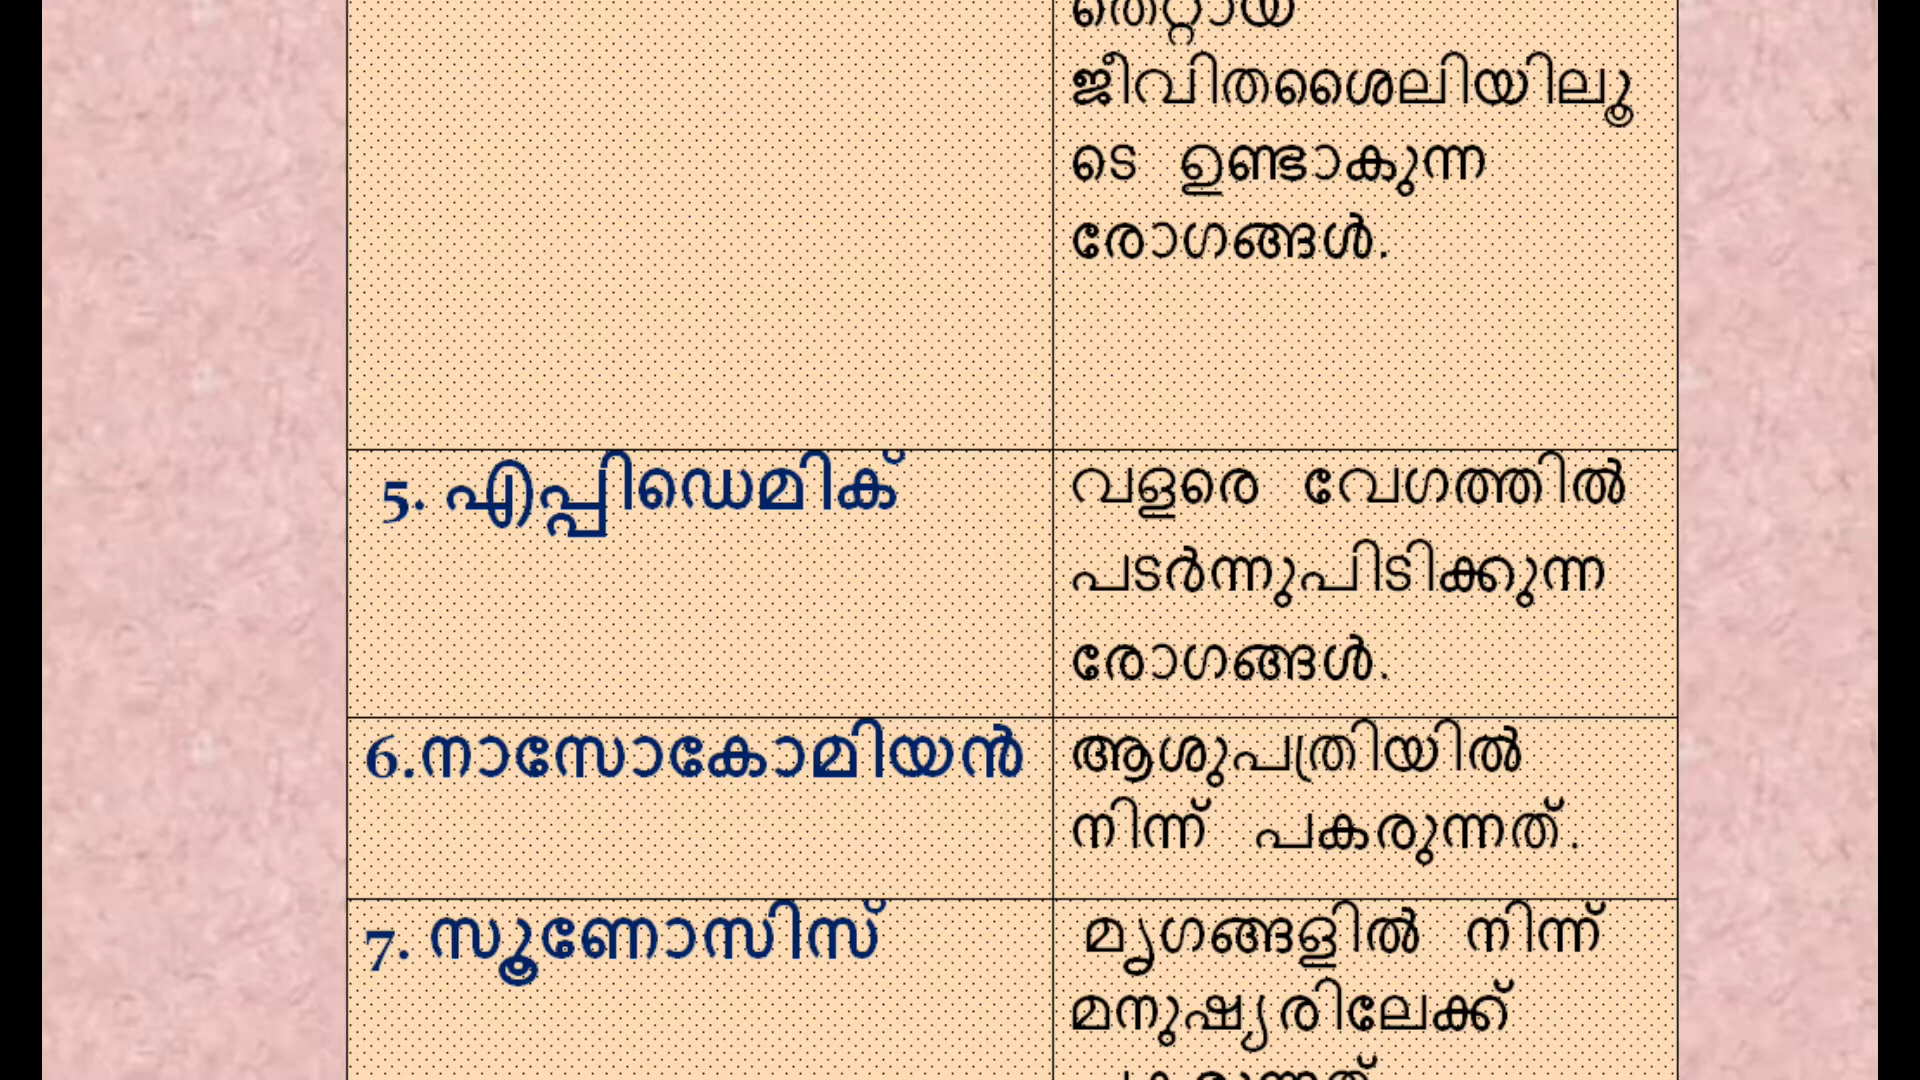 തെറ്റായ
ജീവിതശൈലിയിലൂ
ടെ ഉണ്ടാകുന്ന
രോഗങ്ങൾ.
5. എപ്പിഡെമിക്
വളരെ വേഗത്തിൽ
പടർന്നുപിടിക്കുന്ന
രോഗങ്ങൾ.
6.നാസോകോമിയൻ
ആശുപത്രിയിൽ
നിന്ന് പകരുന്നത്.
7. സൂണോസിസ്
മൃഗങ്ങളിൽ നിന്ന്
മനുഷ്യരിലേക്ക്